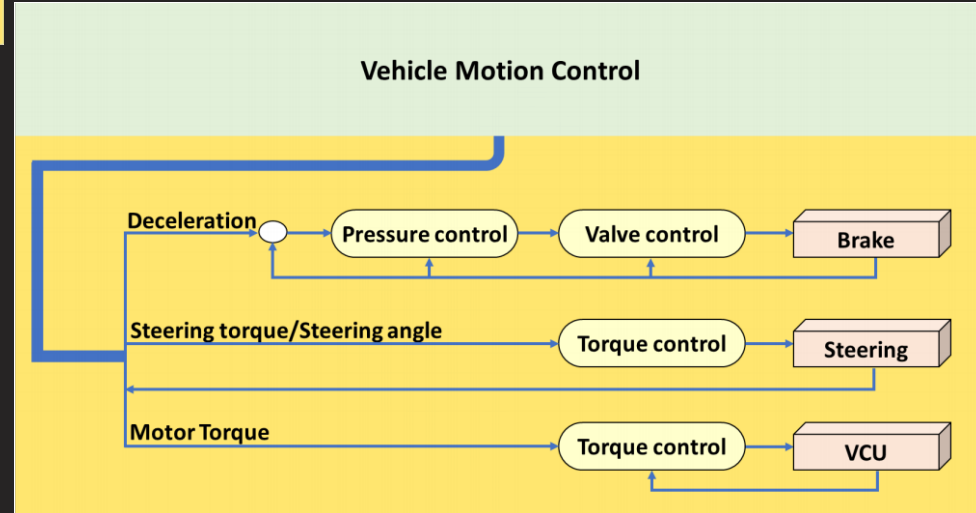 Vehicle Motion Control
Deceleration
Pressure control
Valve control
Brake
Steering torque/Steering angle
Torque control
Steering
Motor Torque
Torque control
VCU